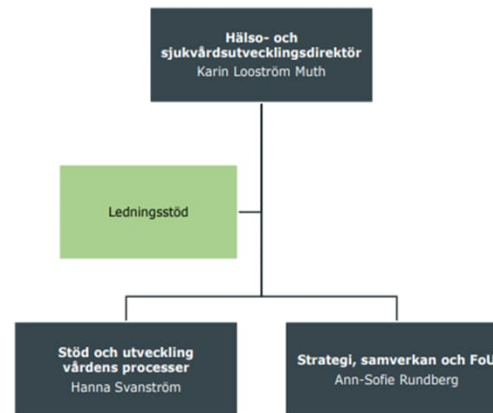 Hälso- och
sjukvårdsutvecklingsdirektör
Karin Looström Muth
Ledningsstöd
Stöd och utveckling
vårdens processer
Hanna Svanström
Strategi, samverkan och FoU
Ann-Sofie Rundberg